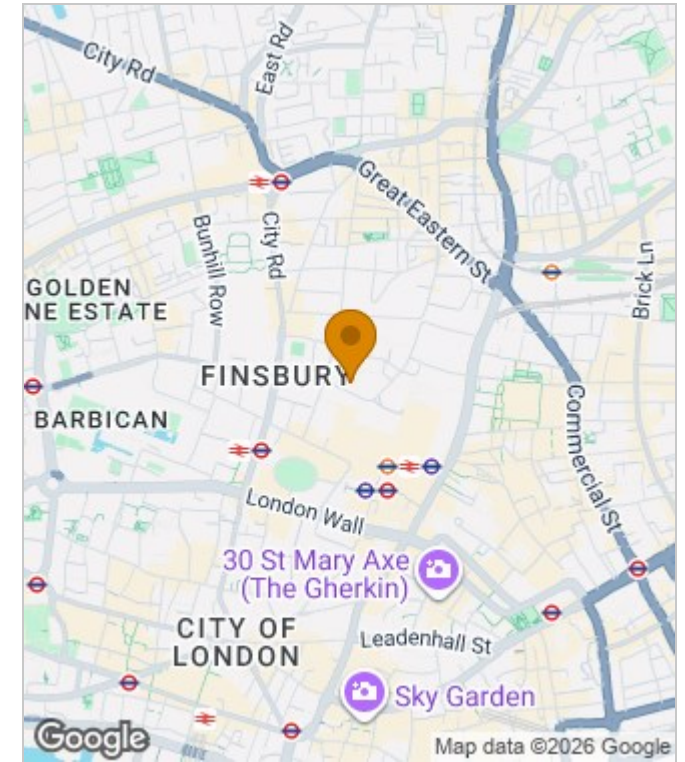 City Rd
East Rd
Great Eastern St
Bunhill Row
City Rd
Brick Ln
GOLDEN
NE ESTATE
FINSBURY
BARBICAN
Commercial St
London Wall
30 St Mary Axe
(The Gherkin)
CITY OF
LONDON
Leadenhall St
Sky Garden
Google
Map data ©2026 Google